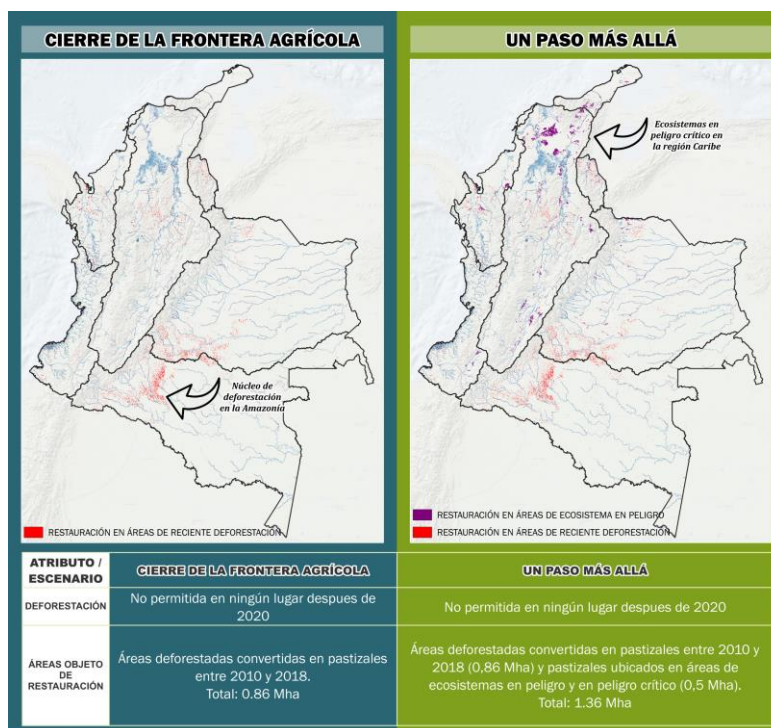 CIERRE DE LA FRONTERA AGRÍCOLA
UN PASO MÁS ALLÁ
Ecosistemas en
peligro crítico en
la región Caribe
Núcleo de
deforestación
en la Amazonía
RESTAURACIÓN EN ÁREAS DE RECIENTE DEFORESTACIÓN
RESTAURACIÓN EN ÁREAS DE ECOSISTEMA EN PELIGRO
RESTAURACIÓN EN ÁREAS DE RECIENTE DEFORESTACIÓN
ATRIBUTO /
ESCENARIO
CIERRE DE LA FRONTERA AGRÍCOLA
UN PASO MÁS ALLÁ
DEFORESTACIÓN
No permitida en ningún lugar despues de
2020
No permitida en ningún lugar despues de 2020
ÁREAS OBJETO
DE
RESTAURACIÓN
Áreas deforestadas convertidas en pastizales
entre 2010 y 2018.
Total: 0.86 Mha
Áreas deforestadas convertidas en pastizales entre 2010 y
2018 (0,86 Mha) y pastizales ubicados en áreas de
ecosistemas en peligro y en peligro crítico (0,5 Mha).
Total: 1.36 Mha